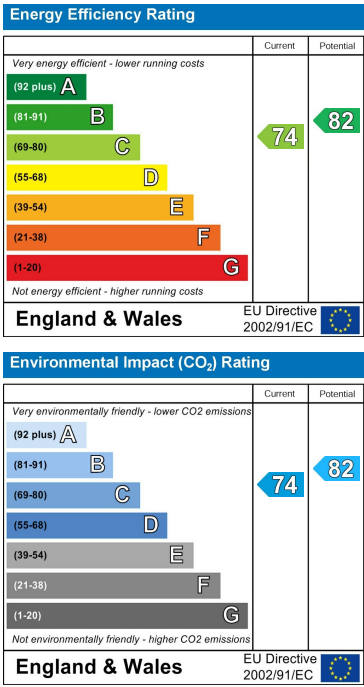 Energy Efficiency Rating
Current Potential
Very energy efficient - lower running costs
(92 plus) A
(81-91) B
(69-80) C
(55-68) D
(39-54) E
(21-38) F
(1-20) G
74
82
Not energy efficient - higher running costs
England & Wales
EU Directive
2002/91/EC
Environmental Impact (CO₂) Rating
Current Potential
Very environmentally friendly - lower CO2 emissions
(92 plus) A
(81-91) B
(69-80) C
(55-68) D
(39-54) E
(21-38) F
(1-20) G
74
82
Not environmentally friendly - higher CO2 emissions
England & Wales
EU Directive
2002/91/EC